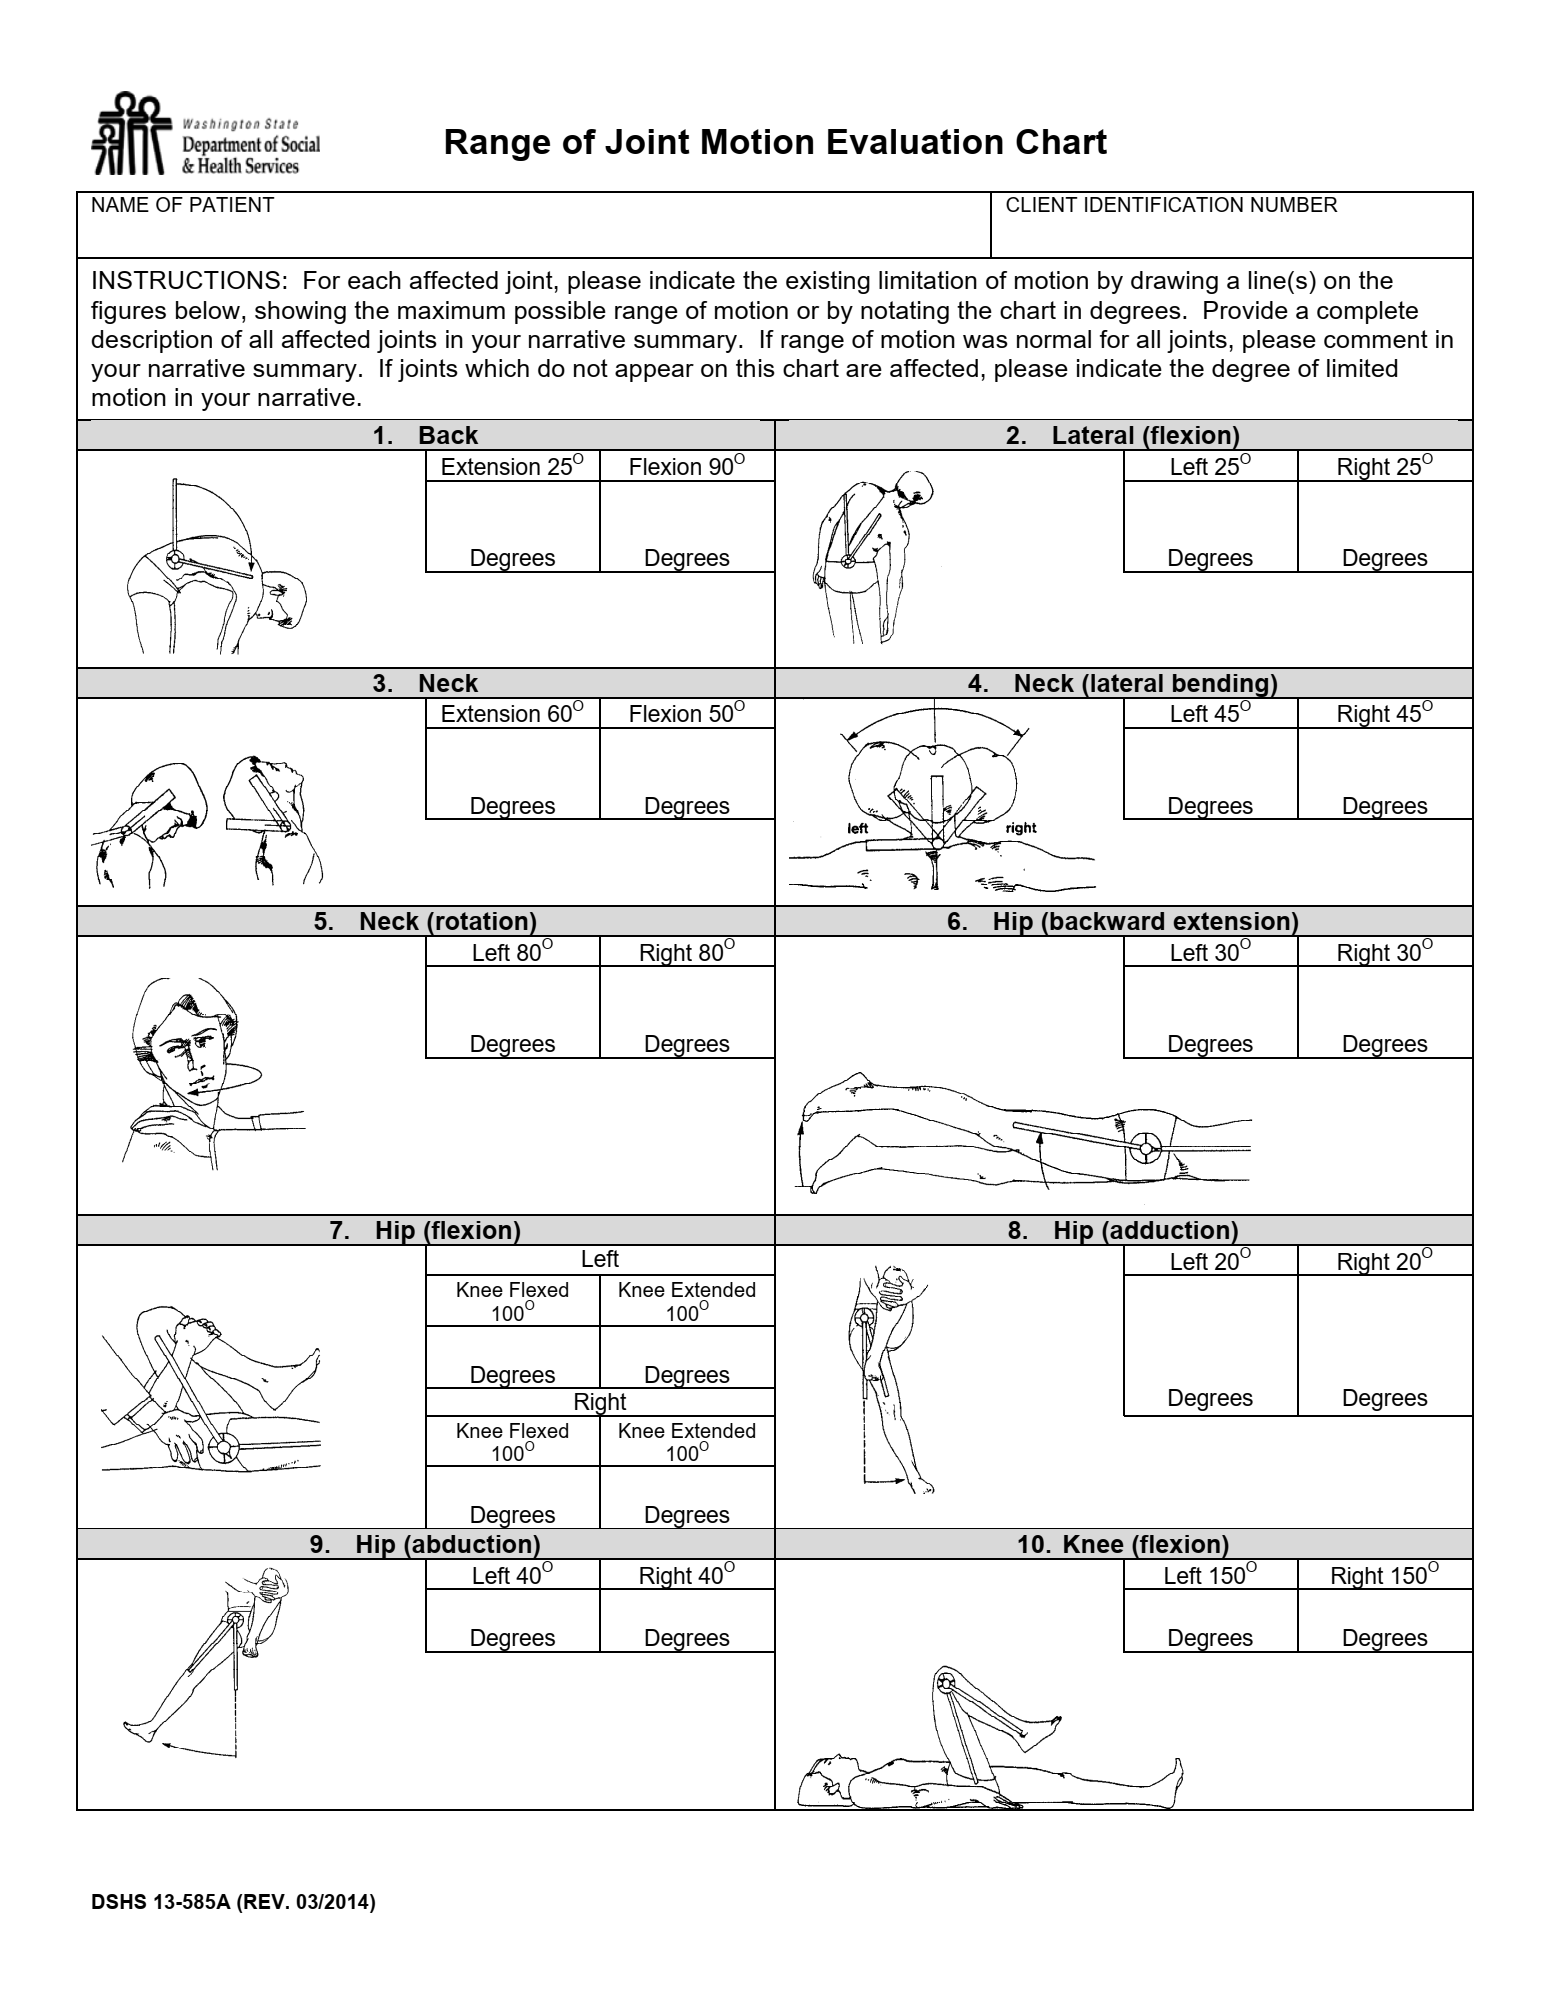 Washington State
Department of Social
& Health Services
Range of Joint Motion Evaluation Chart
NAME OF PATIENT
CLIENT IDENTIFICATION NUMBER
INSTRUCTIONS:  For each affected joint, please indicate the existing limitation of motion by drawing a line(s) on the
figures below, showing the maximum possible range of motion or by notating the chart in degrees.  Provide a complete
description of all affected joints in your narrative summary.  If range of motion was normal for all joints, please comment in
your narrative summary.  If joints which do not appear on this chart are affected, please indicate the degree of limited
motion in your narrative.
1. Back
Extension 25O
Flexion 90O
Degrees
Degrees
2. Lateral (flexion)
Left 25O
Right 25O
Degrees
Degrees
3. Neck
Extension 60O
Flexion 50O
Degrees
Degrees
4. Neck (lateral bending)
Left 45O
Right 45O
Degrees
Degrees
left
right
5. Neck (rotation)
Left 80O
Right 80O
Degrees
Degrees
6. Hip (backward extension)
Left 30O
Right 30O
Degrees
Degrees
7. Hip (flexion)
Left
Knee Flexed
100O
Knee Extended
100O
Degrees
Degrees
Right
Knee Flexed
100O
Knee Extended
100O
Degrees
Degrees
8. Hip (adduction)
Left 20O
Right 20O
Degrees
Degrees
9. Hip (abduction)
Left 40O
Right 40O
Degrees
Degrees
10. Knee (flexion)
Left 150O
Right 150O
Degrees
Degrees
DSHS 13-585A (REV. 03/2014)